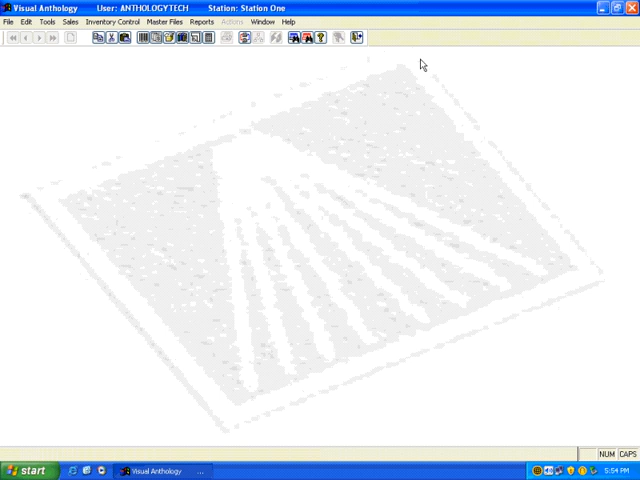 Visual Anthology User: ANTHOLOGYTECH Station: Station One
File Edit Tools Sales Inventory Control Master Files Reports Actions Window Help
NUM CAPS
start Visual Anthology ... 5:54 PM